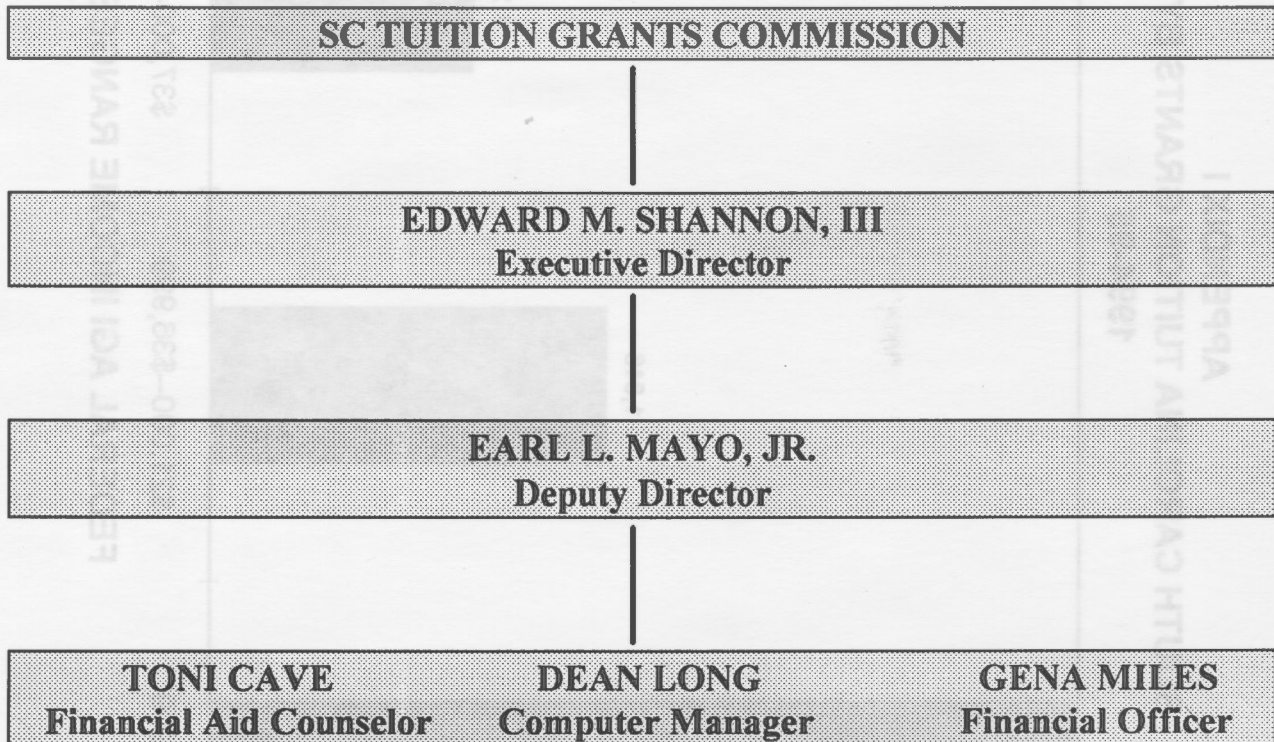 SC TUITION GRANTS COMMISSION
EDWARD M. SHANNON, III
Executive Director
EARL L. MAYO, JR.
Deputy Director
TONI CAVE DEAN LONG GENA MILES
Financial Aid Counselor Computer Manager Financial Officer